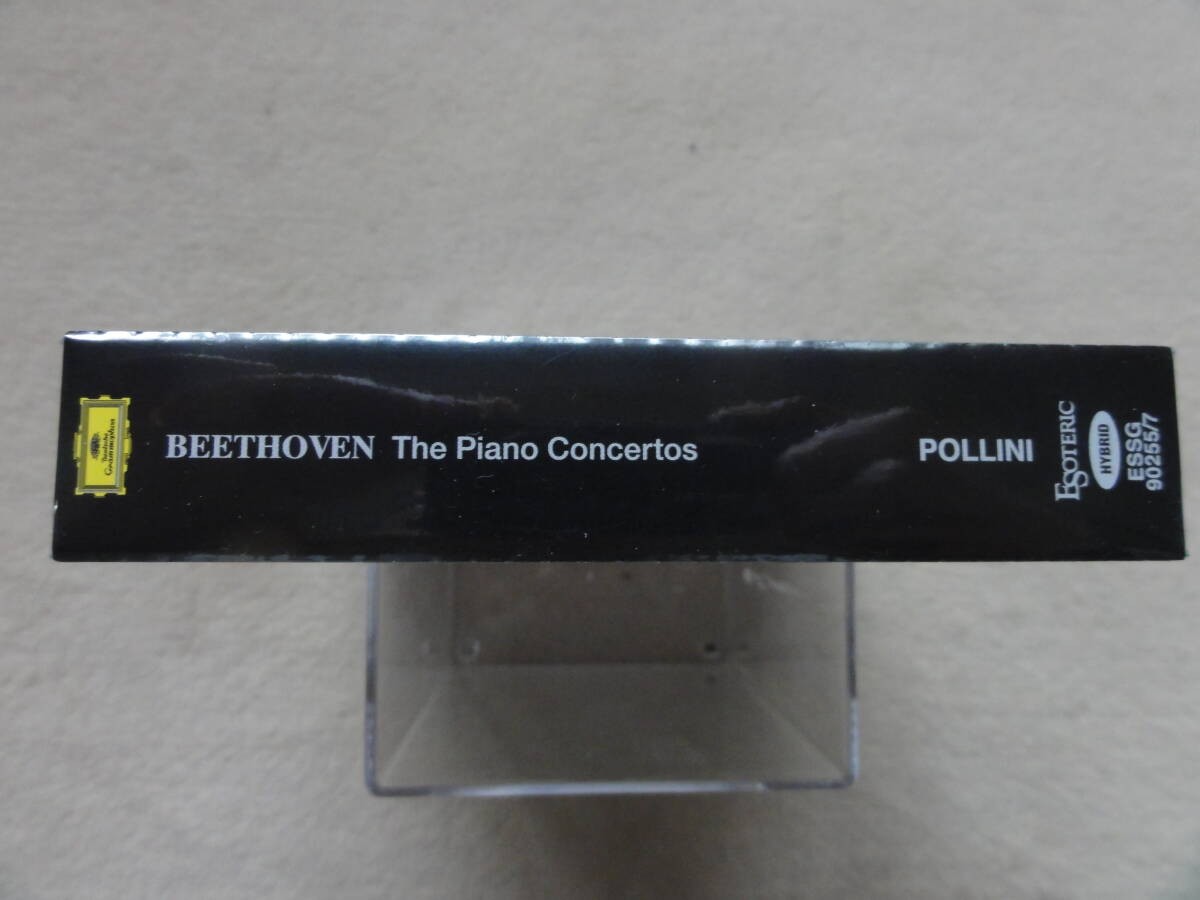 Deutsche
Grammophon
BEETHOVEN The Piano Concertos
POLLINI
ESOTERIC
HYBRID
ESSG
90255/7